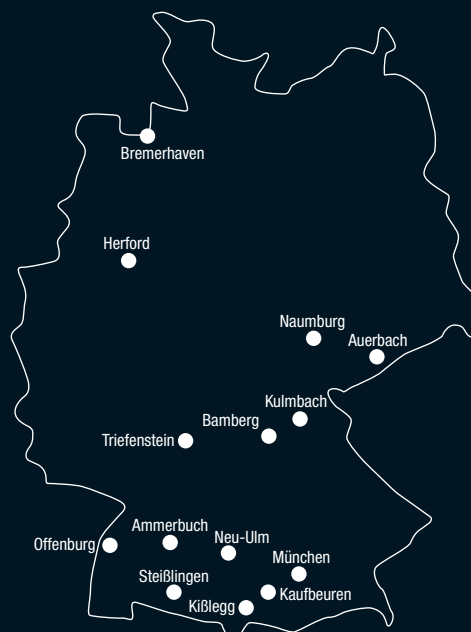 Bremerhaven
Herford
Naumburg
Auerbach
Kulmbach
Bamberg
Triefenstein
Ammerbuch
Offenburg
Neu-Ulm
München
Steißlingen
Kaufbeuren
Kißlegg